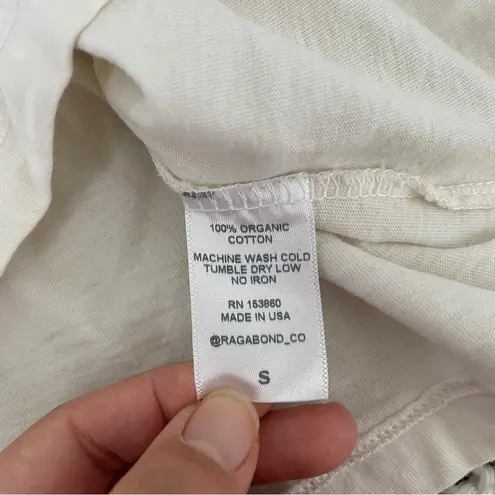 100% ORGANIC
COTTON
MACHINE WASH COLD
TUMBLE DRY LOW
NO IRON
RN 153860
MADE IN USA
@RAGABOND_CO
S